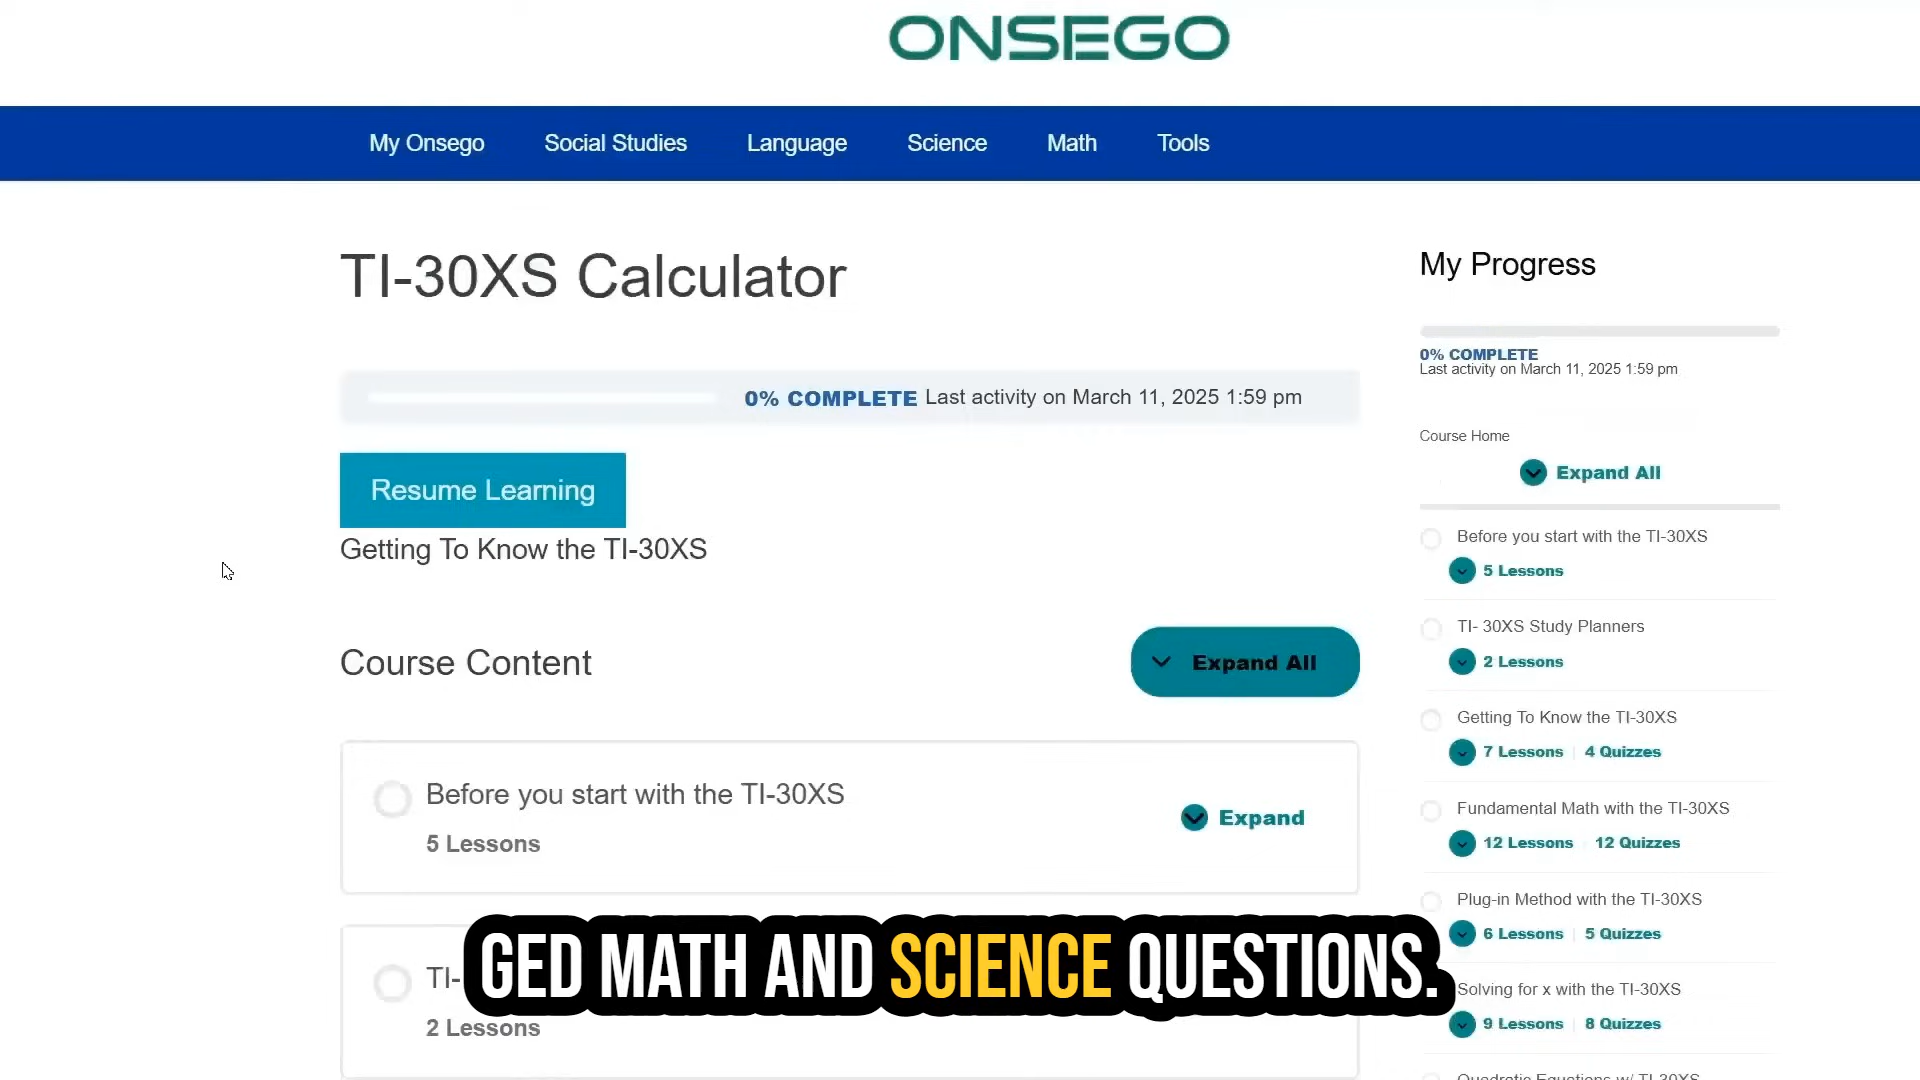 ONSEGO
My Onsego Social Studies Language Science Math Tools
TI-30XS Calculator
0% COMPLETE Last activity on March 11, 2025 1:59 pm
Resume Learning
Getting To Know the TI-30XS
Course Content
Expand All
Before you start with the TI-30XS
5 Lessons
Expand
TI-
2 Lessons
GED MATH AND SCIENCE QUESTIONS.
My Progress
0% COMPLETE
Last activity on March 11, 2025 1:59 pm
Course Home
Expand All
Before you start with the TI-30XS
5 Lessons
TI- 30XS Study Planners
2 Lessons
Getting To Know the TI-30XS
7 Lessons | 4 Quizzes
Fundamental Math with the TI-30XS
12 Lessons 12 Quizzes
Plug-in Method with the TI-30XS
6 Lessons | 5 Quizzes
Solving for x with the TI-30XS
9 Lessons | 8 Quizzes
Quadratic Equations w/ TI-30XS